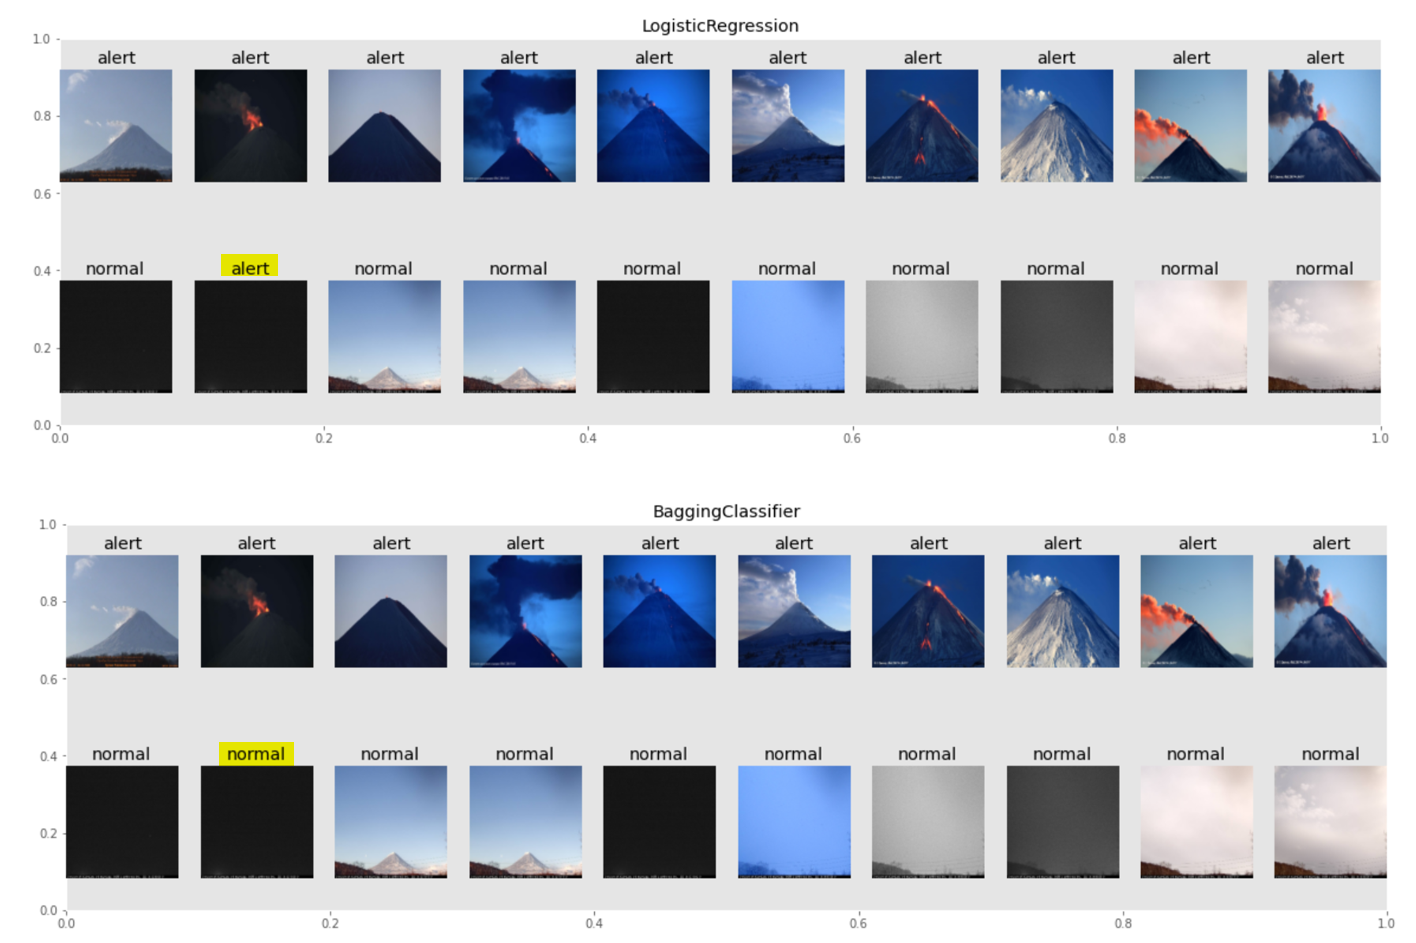 LogisticRegression
1.0
alert alert alert alert alert alert alert alert alert alert
0.8
0.6
0.4
normal alert normal normal normal normal normal normal normal normal
0.2
0.0
0.0 0.2 0.4 0.6 0.8 1.0
BaggingClassifier
1.0
alert alert alert alert alert alert alert alert alert alert
0.8
0.6
0.4
normal normal normal normal normal normal normal normal normal normal
0.2
0.0
0.0 0.2 0.4 0.6 0.8 1.0